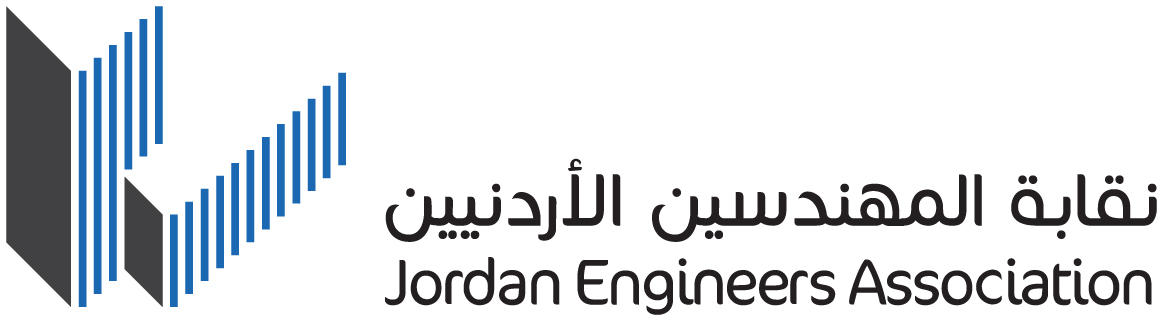 نقابة المهندسين الأردنيين
Jordan Engineers Association